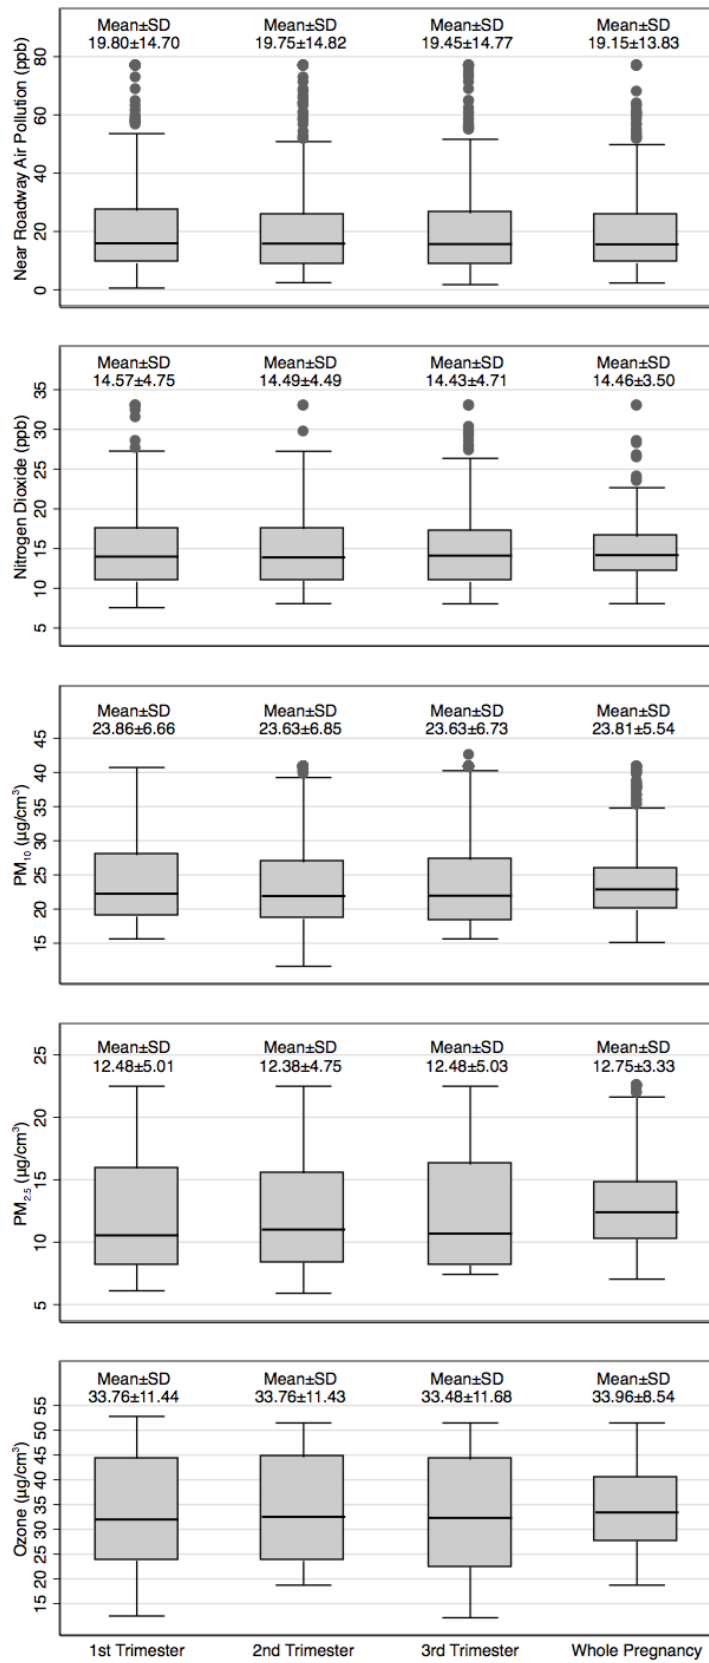 Mean±SD Mean±SD Mean±SD Mean±SD
19.80±14.70 19.75±14.82 19.45±14.77 19.15±13.83
Near Roadway Air Pollution (ppb)
80
60
40
20
0
Mean±SD Mean±SD Mean±SD Mean±SD
14.57±4.75 14.49±4.49 14.43±4.71 14.46±3.50
Nitrogen Dioxide (ppb)
35
30
25
20
15
10
5
Mean±SD Mean±SD Mean±SD Mean±SD
23.86±6.66 23.63±6.85 23.63±6.73 23.81±5.54
PM₁₀ (µg/cm³)
45
40
35
30
25
20
15
Mean±SD Mean±SD Mean±SD Mean±SD
12.48±5.01 12.38±4.75 12.48±5.03 12.75±3.33
PM₂.₅ (µg/cm³)
25
20
15
10
5
Mean±SD Mean±SD Mean±SD Mean±SD
33.76±11.44 33.76±11.43 33.48±11.68 33.96±8.54
Ozone (µg/cm³)
55
50
45
40
35
30
25
20
15
1st Trimester 2nd Trimester 3rd Trimester Whole Pregnancy